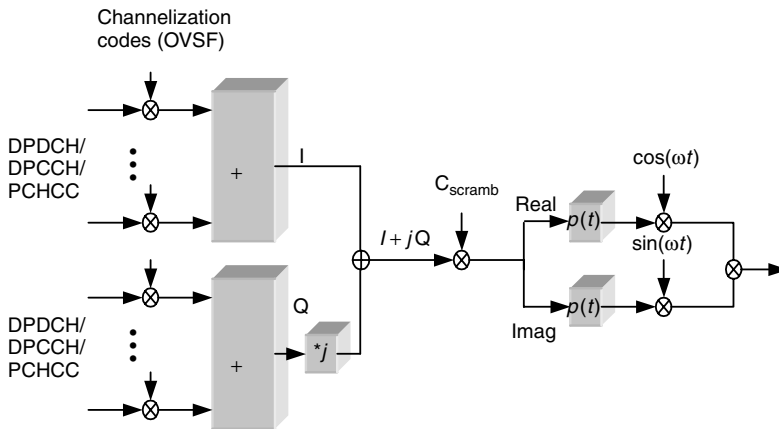 Channelization
codes (OVSF)
DPDCH/
DPCCH/
PCHCC
+
I
DPDCH/
DPCCH/
PCHCC
+
Q
*j
I + jQ
C_scramb
Real
Imag
p(t)
p(t)
cos(ωt)
sin(ωt)